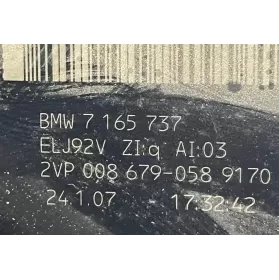 BMW 7 165 737
ELJ92V ZI:q AI:03
2VP 008 679-058 9170
24.1.07 17:32:42